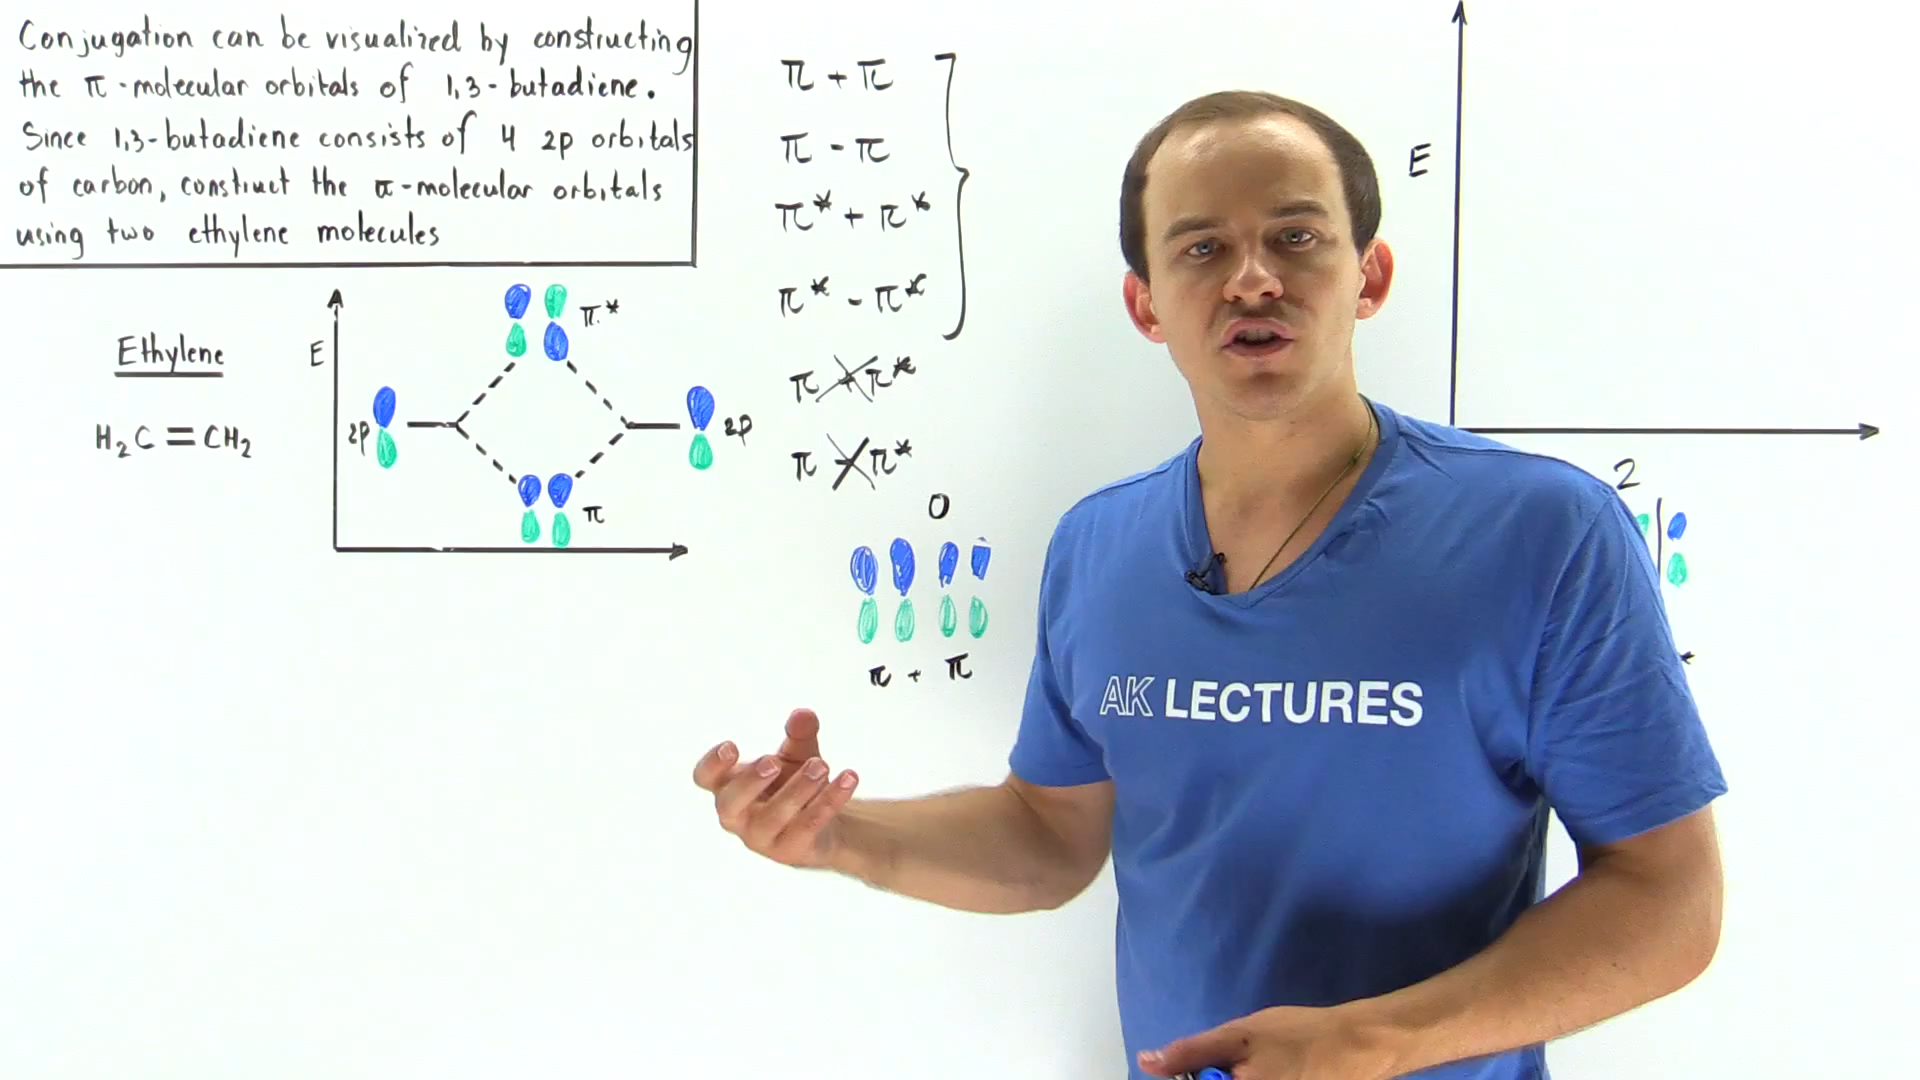 Conjugation can be visualized by constructing
the π-molecular orbitals of 1,3-butadiene.
Since 1,3-butadiene consists of 4 2p orbitals
of carbon, construct the π-molecular orbitals
using two ethylene molecules
Ethylene
H₂C=CH₂
E
π*
2p
2p
π
π + π
π - π
π* + π*
π* - π*
π + π*
π - π*
0
π + π
E
2
*
AK LECTURES